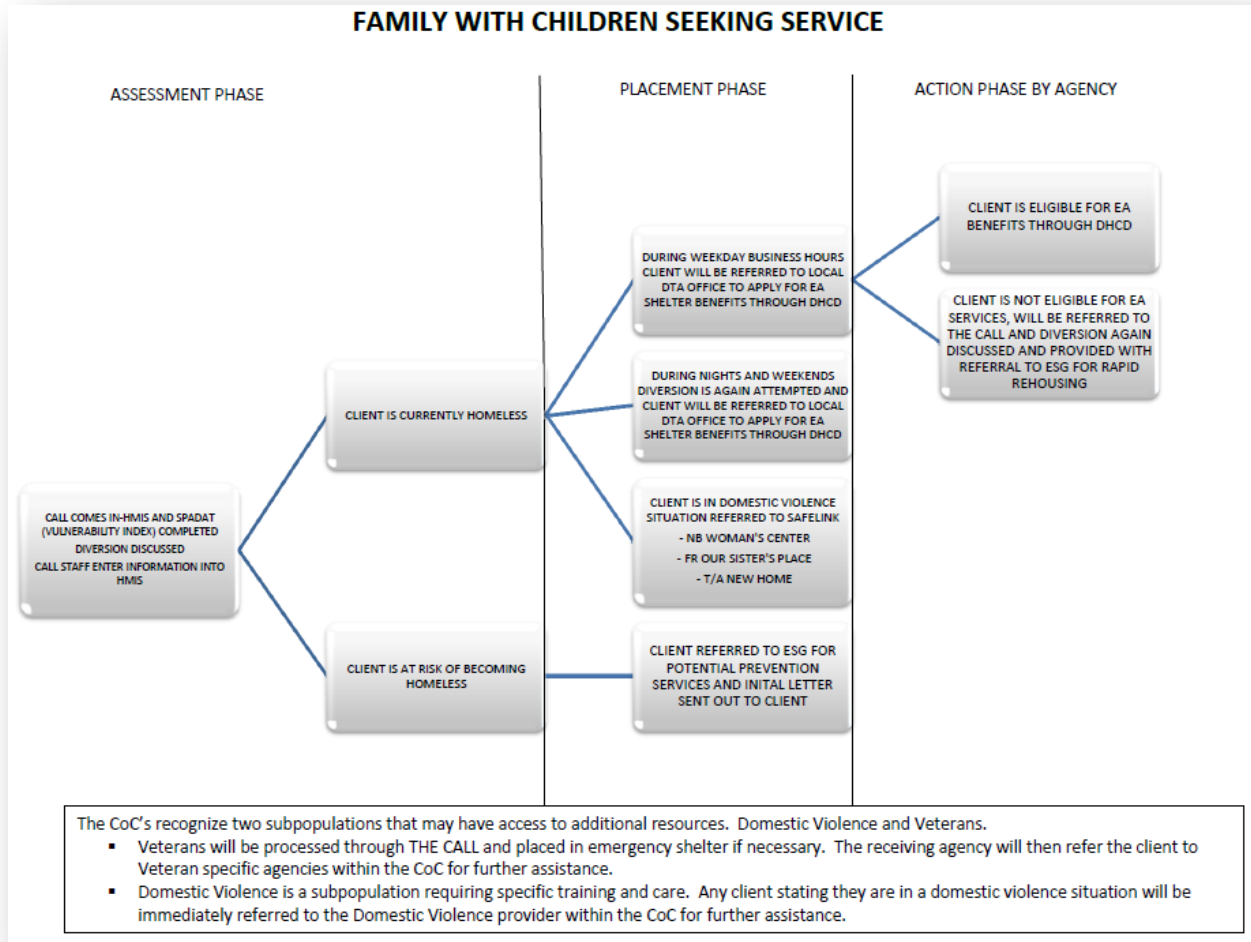 FAMILY WITH CHILDREN SEEKING SERVICE
ASSESSMENT PHASE
PLACEMENT PHASE
ACTION PHASE BY AGENCY
CALL COMES IN-HMIS AND SPADAT
(VULNERABILITY INDEX) COMPLETED
DIVERSION DISCUSSED
CALL STAFF ENTER INFORMATION INTO
HMIS
CLIENT IS CURRENTLY HOMELESS
CLIENT IS AT RISK OF BECOMING
HOMELESS
DURING WEEKDAY BUSINESS HOURS
CLIENT WILL BE REFERRED TO LOCAL
DTA OFFICE TO APPLY FOR EA
SHELTER BENEFITS THROUGH DHCD
DURING NIGHTS AND WEEKENDS
DIVERSION IS AGAIN ATTEMPTED AND
CLIENT WILL BE REFERRED TO LOCAL
DTA OFFICE TO APPLY FOR EA
SHELTER BENEFITS THROUGH DHCD
CLIENT IS IN DOMESTIC VIOLENCE
SITUATION REFERRED TO SAFELINK
- NB WOMAN'S CENTER
- FR OUR SISTER'S PLACE
- T/A NEW HOME
CLIENT REFERRED TO ESG FOR
POTENTIAL PREVENTION
SERVICES AND INITAL LETTER
SENT OUT TO CLIENT
CLIENT IS ELIGIBLE FOR EA
BENEFITS THROUGH DHCD
CLIENT IS NOT ELIGIBLE FOR EA
SERVICES, WILL BE REFERRED TO
THE CALL AND DIVERSION AGAIN
DISCUSSED AND PROVIDED WITH
REFERRAL TO ESG FOR RAPID
REHOUSING
The CoC's recognize two subpopulations that may have access to additional resources. Domestic Violence and Veterans.
▪ Veterans will be processed through THE CALL and placed in emergency shelter if necessary. The receiving agency will then refer the client to
Veteran specific agencies within the CoC for further assistance.
▪ Domestic Violence is a subpopulation requiring specific training and care. Any client stating they are in a domestic violence situation will be
immediately referred to the Domestic Violence provider within the CoC for further assistance.